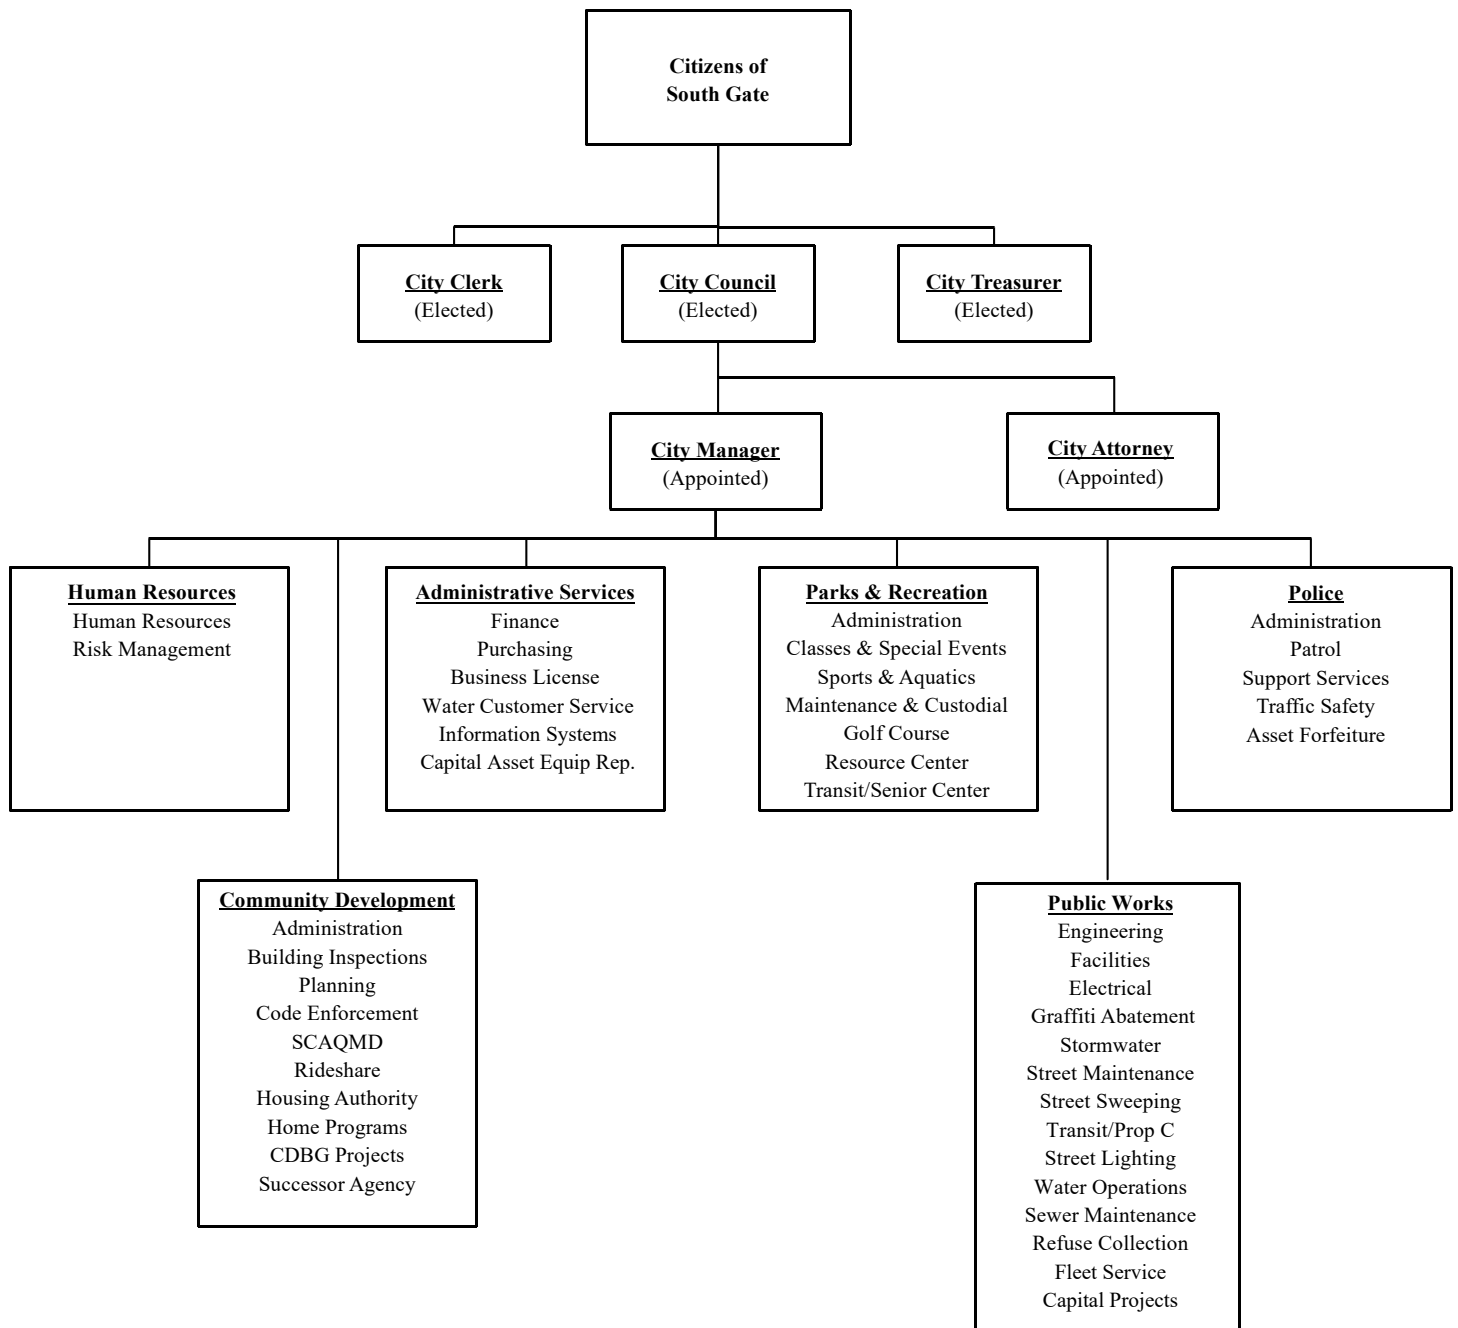 Citizens of
South Gate
City Clerk
(Elected)
City Council
(Elected)
City Treasurer
(Elected)
City Manager
(Appointed)
City Attorney
(Appointed)
Human Resources
Human Resources
Risk Management
Administrative Services
Finance
Purchasing
Business License
Water Customer Service
Information Systems
Capital Asset Equip Rep.
Parks & Recreation
Administration
Classes & Special Events
Sports & Aquatics
Maintenance & Custodial
Golf Course
Resource Center
Transit/Senior Center
Police
Administration
Patrol
Support Services
Traffic Safety
Asset Forfeiture
Community Development
Administration
Building Inspections
Planning
Code Enforcement
SCAQMD
Rideshare
Housing Authority
Home Programs
CDBG Projects
Successor Agency
Public Works
Engineering
Facilities
Electrical
Graffiti Abatement
Stormwater
Street Maintenance
Street Sweeping
Transit/Prop C
Street Lighting
Water Operations
Sewer Maintenance
Refuse Collection
Fleet Service
Capital Projects